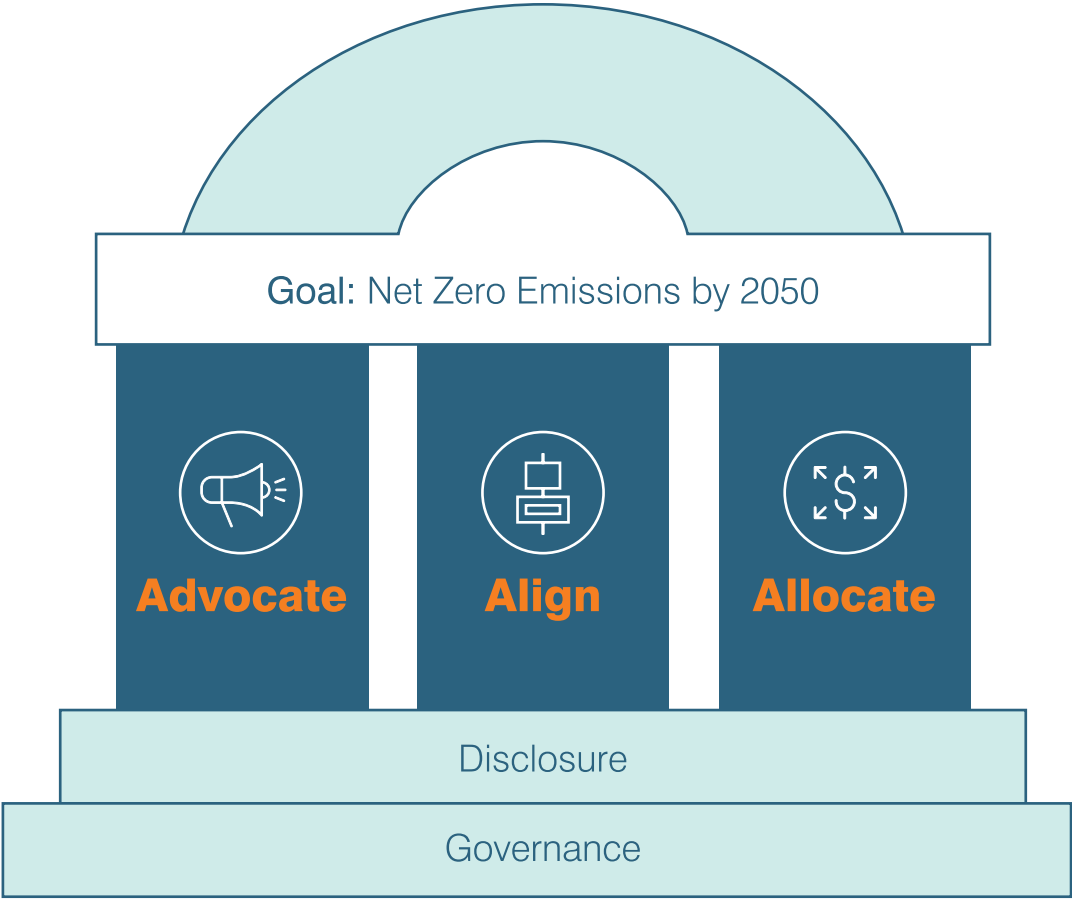 Goal: Net Zero Emissions by 2050
Advocate
Align
Allocate
Disclosure
Governance